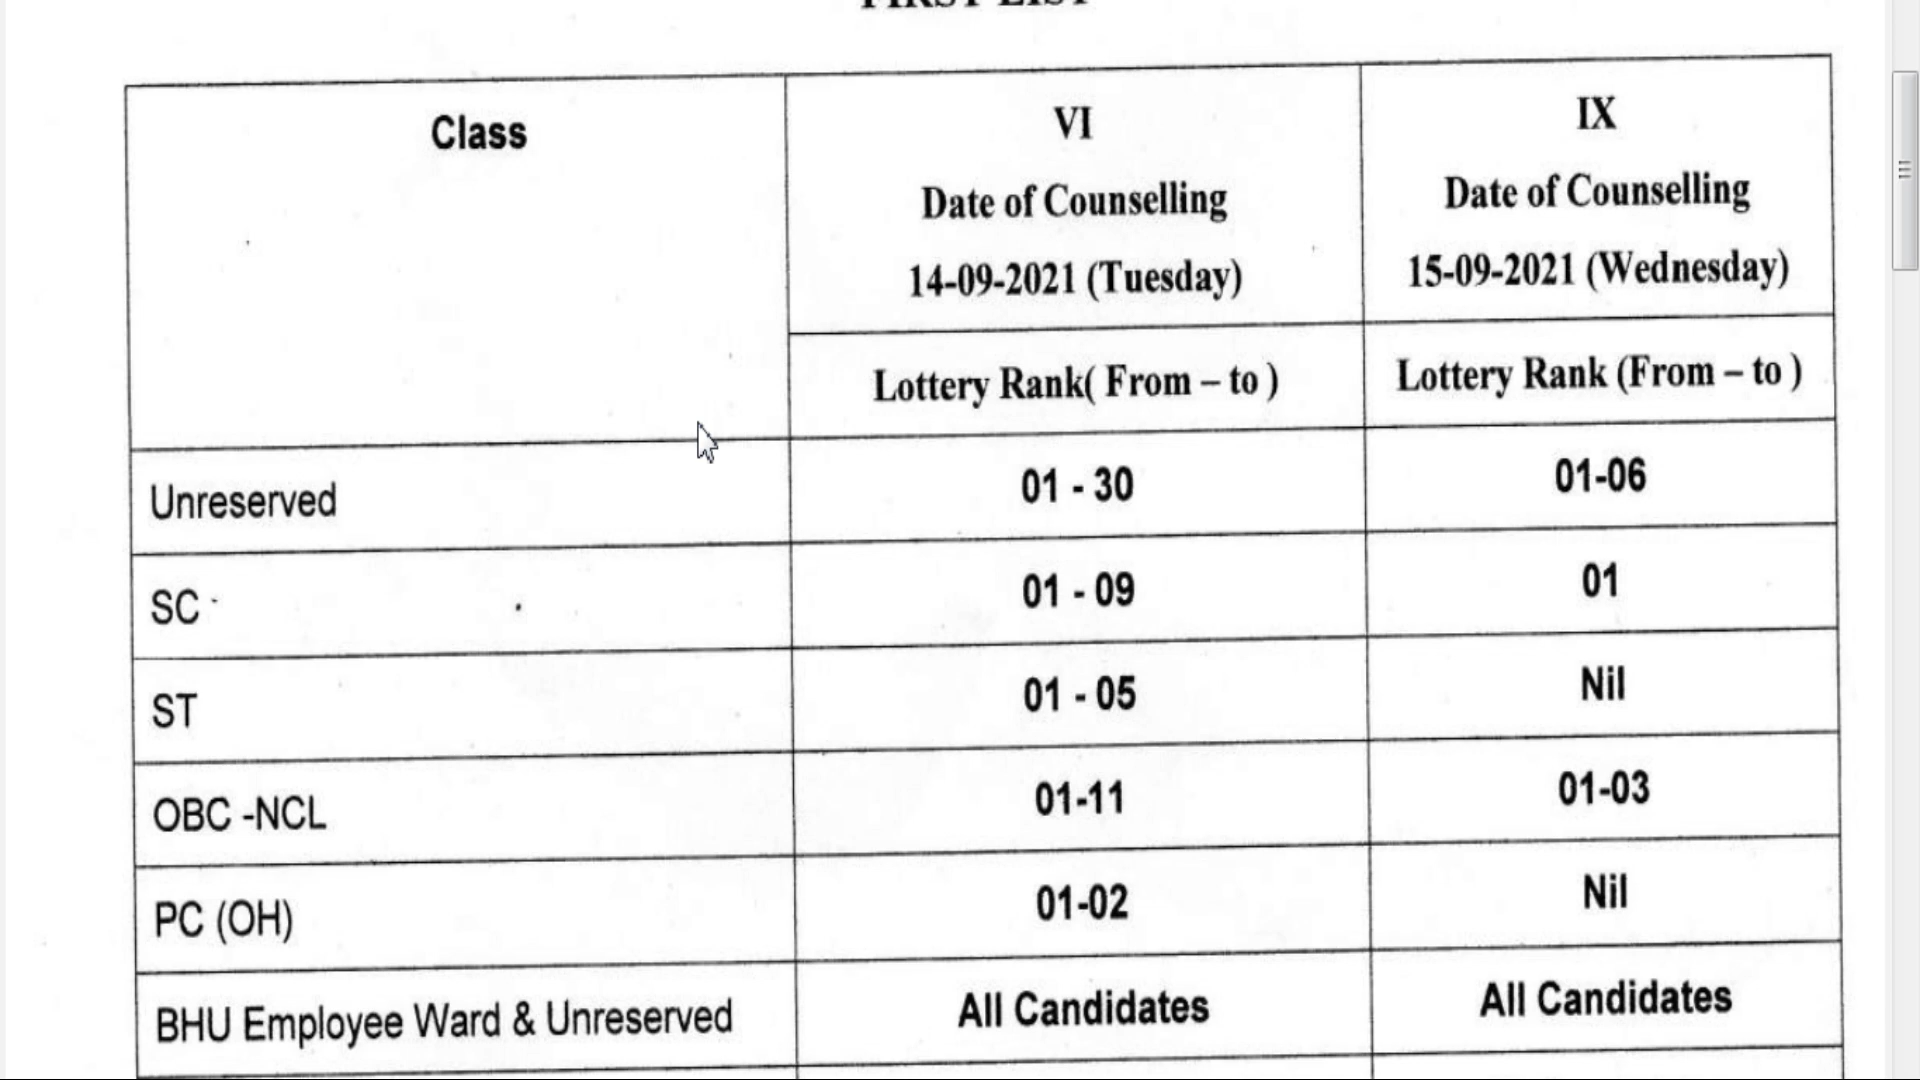 FIRST LIST
Class
VI
Date of Counselling
14-09-2021 (Tuesday)
IX
Date of Counselling
15-09-2021 (Wednesday)
Lottery Rank( From – to )
Lottery Rank (From – to )
Unreserved
01 - 30
01-06
SC
01 - 09
01
ST
01 - 05
Nil
OBC -NCL
01-11
01-03
PC (OH)
01-02
Nil
BHU Employee Ward & Unreserved
All Candidates
All Candidates